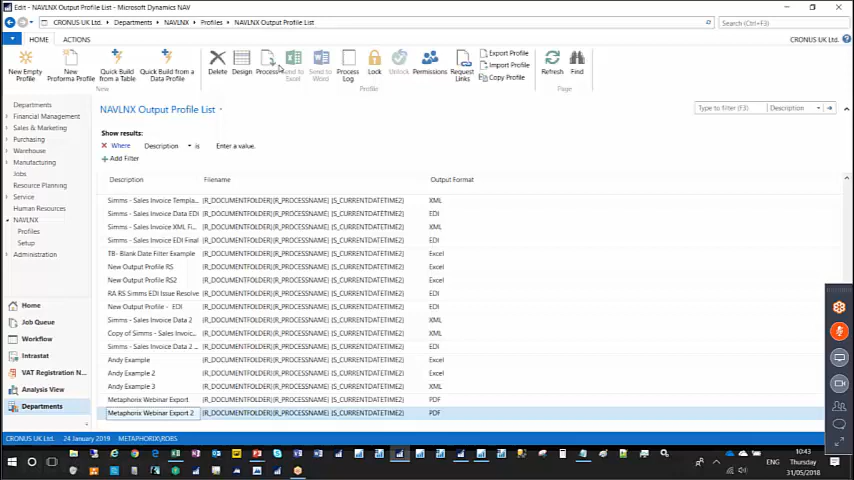 Edit - NAVLNX Output Profile List - Microsoft Dynamics NAV
CRONUS UK Ltd. Departments NAVLNX Profiles NAVLNX Output Profile List
Search (Ctrl+F3)
HOME ACTIONS
CRONUS UK Ltd.
New Empty Profile
New Proforma Profile
Quick Build from a Table
Quick Build from a Data Profile
Delete
Design
Process
Send to Excel
Send to Word
Process Log
Lock
Unlock
Permissions
Request Links
Export Profile
Import Profile
Copy Profile
Refresh
Find
New
Profile
Page
Departments
Financial Management
Sales & Marketing
Purchasing
Warehouse
Manufacturing
Jobs
Resource Planning
Service
Human Resources
NAVLNX
Profiles
Setup
Administration
Home
Job Queue
Workflow
Intrastat
VAT Registration N...
Analysis View
Departments
NAVLNX Output Profile List
Type to filter (F3) Description
Show results:
Where Description is Enter a value.
Add Filter
Description Filename Output Format
Simms - Sales Invoice Templa... {R_DOCUMENTFOLDER}{R_PROCESSNAME} {S_CURRENTDATETIME2} XML
Simms - Sales Invoice Data EDI {R_DOCUMENTFOLDER}{R_PROCESSNAME} {S_CURRENTDATETIME2} EDI
Simms - Sales Invoice XML Fi... {R_DOCUMENTFOLDER}{R_PROCESSNAME} {S_CURRENTDATETIME2} XML
Simms - Sales Invoice EDI Final {R_DOCUMENTFOLDER}{R_PROCESSNAME} {S_CURRENTDATETIME2} EDI
TB- Blank Date Filter Example {R_DOCUMENTFOLDER}{R_PROCESSNAME} {S_CURRENTDATETIME2} Excel
New Output Profile RS {R_DOCUMENTFOLDER}{R_PROCESSNAME} {S_CURRENTDATETIME2} Excel
New Output Profile RS2 {R_DOCUMENTFOLDER}{R_PROCESSNAME} {S_CURRENTDATETIME2} Excel
RA RS Simms EDI Issue Resolve {R_DOCUMENTFOLDER}{R_PROCESSNAME} {S_CURRENTDATETIME2} EDI
New Output Profile - EDI {R_DOCUMENTFOLDER}{R_PROCESSNAME} {S_CURRENTDATETIME2} EDI
Simms - Sales Invoice Data 2 {R_DOCUMENTFOLDER}{R_PROCESSNAME} {S_CURRENTDATETIME2} XML
Copy of Simms - Sales Invoic... {R_DOCUMENTFOLDER}{R_PROCESSNAME} {S_CURRENTDATETIME2} XML
Simms - Sales Invoice Data 2 ... {R_DOCUMENTFOLDER}{R_PROCESSNAME} {S_CURRENTDATETIME2} EDI
Andy Example {R_DOCUMENTFOLDER}{R_PROCESSNAME} {S_CURRENTDATETIME2} Excel
Andy Example 2 {R_DOCUMENTFOLDER}{R_PROCESSNAME} {S_CURRENTDATETIME2} Excel
Andy Example 3 {R_DOCUMENTFOLDER}{R_PROCESSNAME} {S_CURRENTDATETIME2} XML
Metaphorix Webinar Export {R_DOCUMENTFOLDER}{R_PROCESSNAME} {S_CURRENTDATETIME2} PDF
Metaphorix Webinar Export 2 {R_DOCUMENTFOLDER}{R_PROCESSNAME} {S_CURRENTDATETIME2} PDF
CRONUS UK Ltd. 24 January 2019 METAPHORIX\ROBS
ENG
10:43
Thursday
31/05/2018